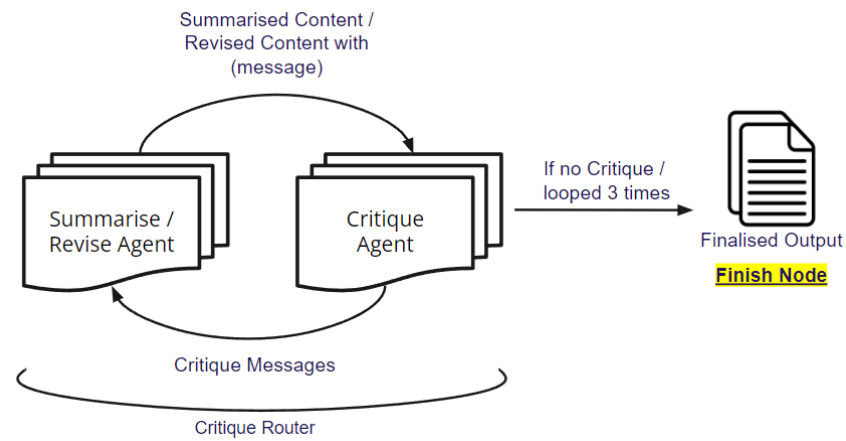 Summarised Content /
Revised Content with
(message)
Summarise /
Revise Agent
Critique
Agent
If no Critique /
looped 3 times
Finalised Output
Finish Node
Critique Messages
Critique Router